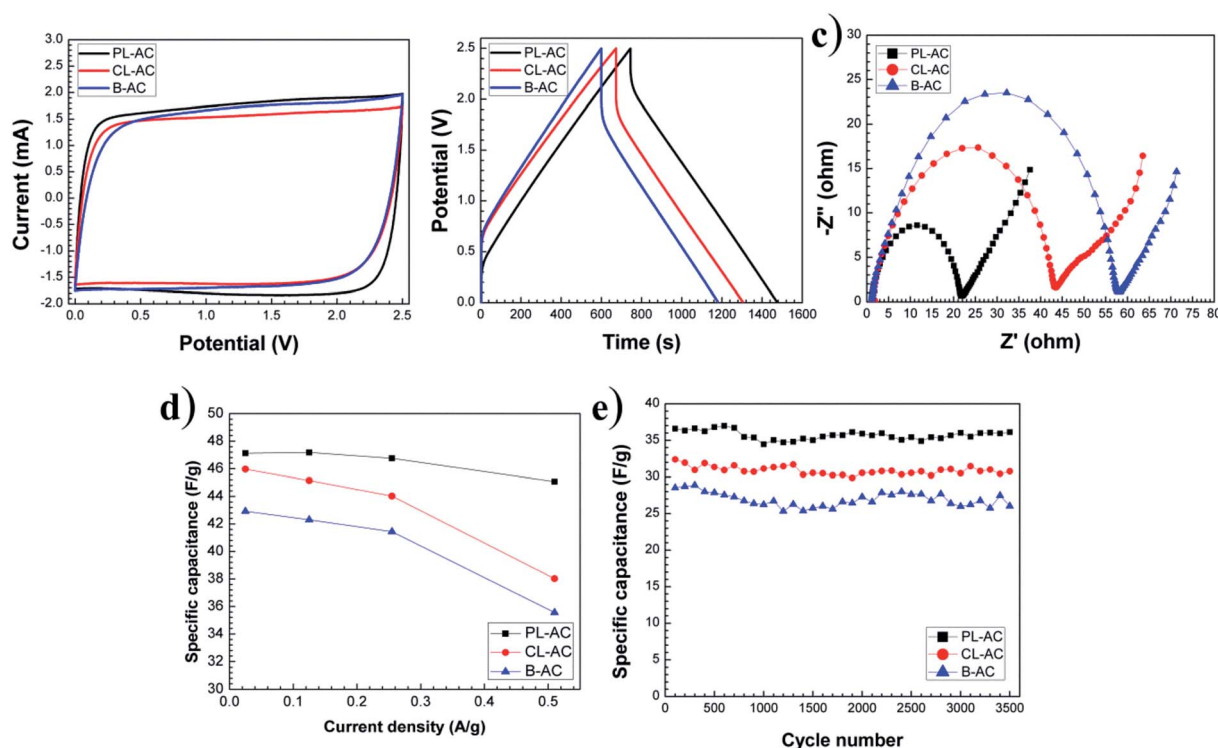 3.0
2.5
2.0
1.5
1.0
0.5
0.0
-0.5
-1.0
-1.5
-2.0
Current (mA)
PL-AC
CL-AC
B-AC
0.0 0.5 1.0 1.5 2.0 2.5
Potential (V)
2.5
2.0
1.5
1.0
0.5
0.0
Potential (V)
PL-AC
CL-AC
B-AC
0 200 400 600 800 1000 1200 1400 1600
Time (s)
c)
30
25
20
15
10
5
0
-Z'' (ohm)
PL-AC
CL-AC
B-AC
0 5 10 15 20 25 30 35 40 45 50 55 60 65 70 75 80
Z' (ohm)
d)
50
48
46
44
42
40
38
36
34
32
30
Specific capacitance (F/g)
PL-AC
CL-AC
B-AC
0.0 0.1 0.2 0.3 0.4 0.5
Current density (A/g)
e)
40
35
30
25
20
15
10
5
0
Specific capacitance (F/g)
PL-AC
CL-AC
B-AC
0 500 1000 1500 2000 2500 3000 3500
Cycle number